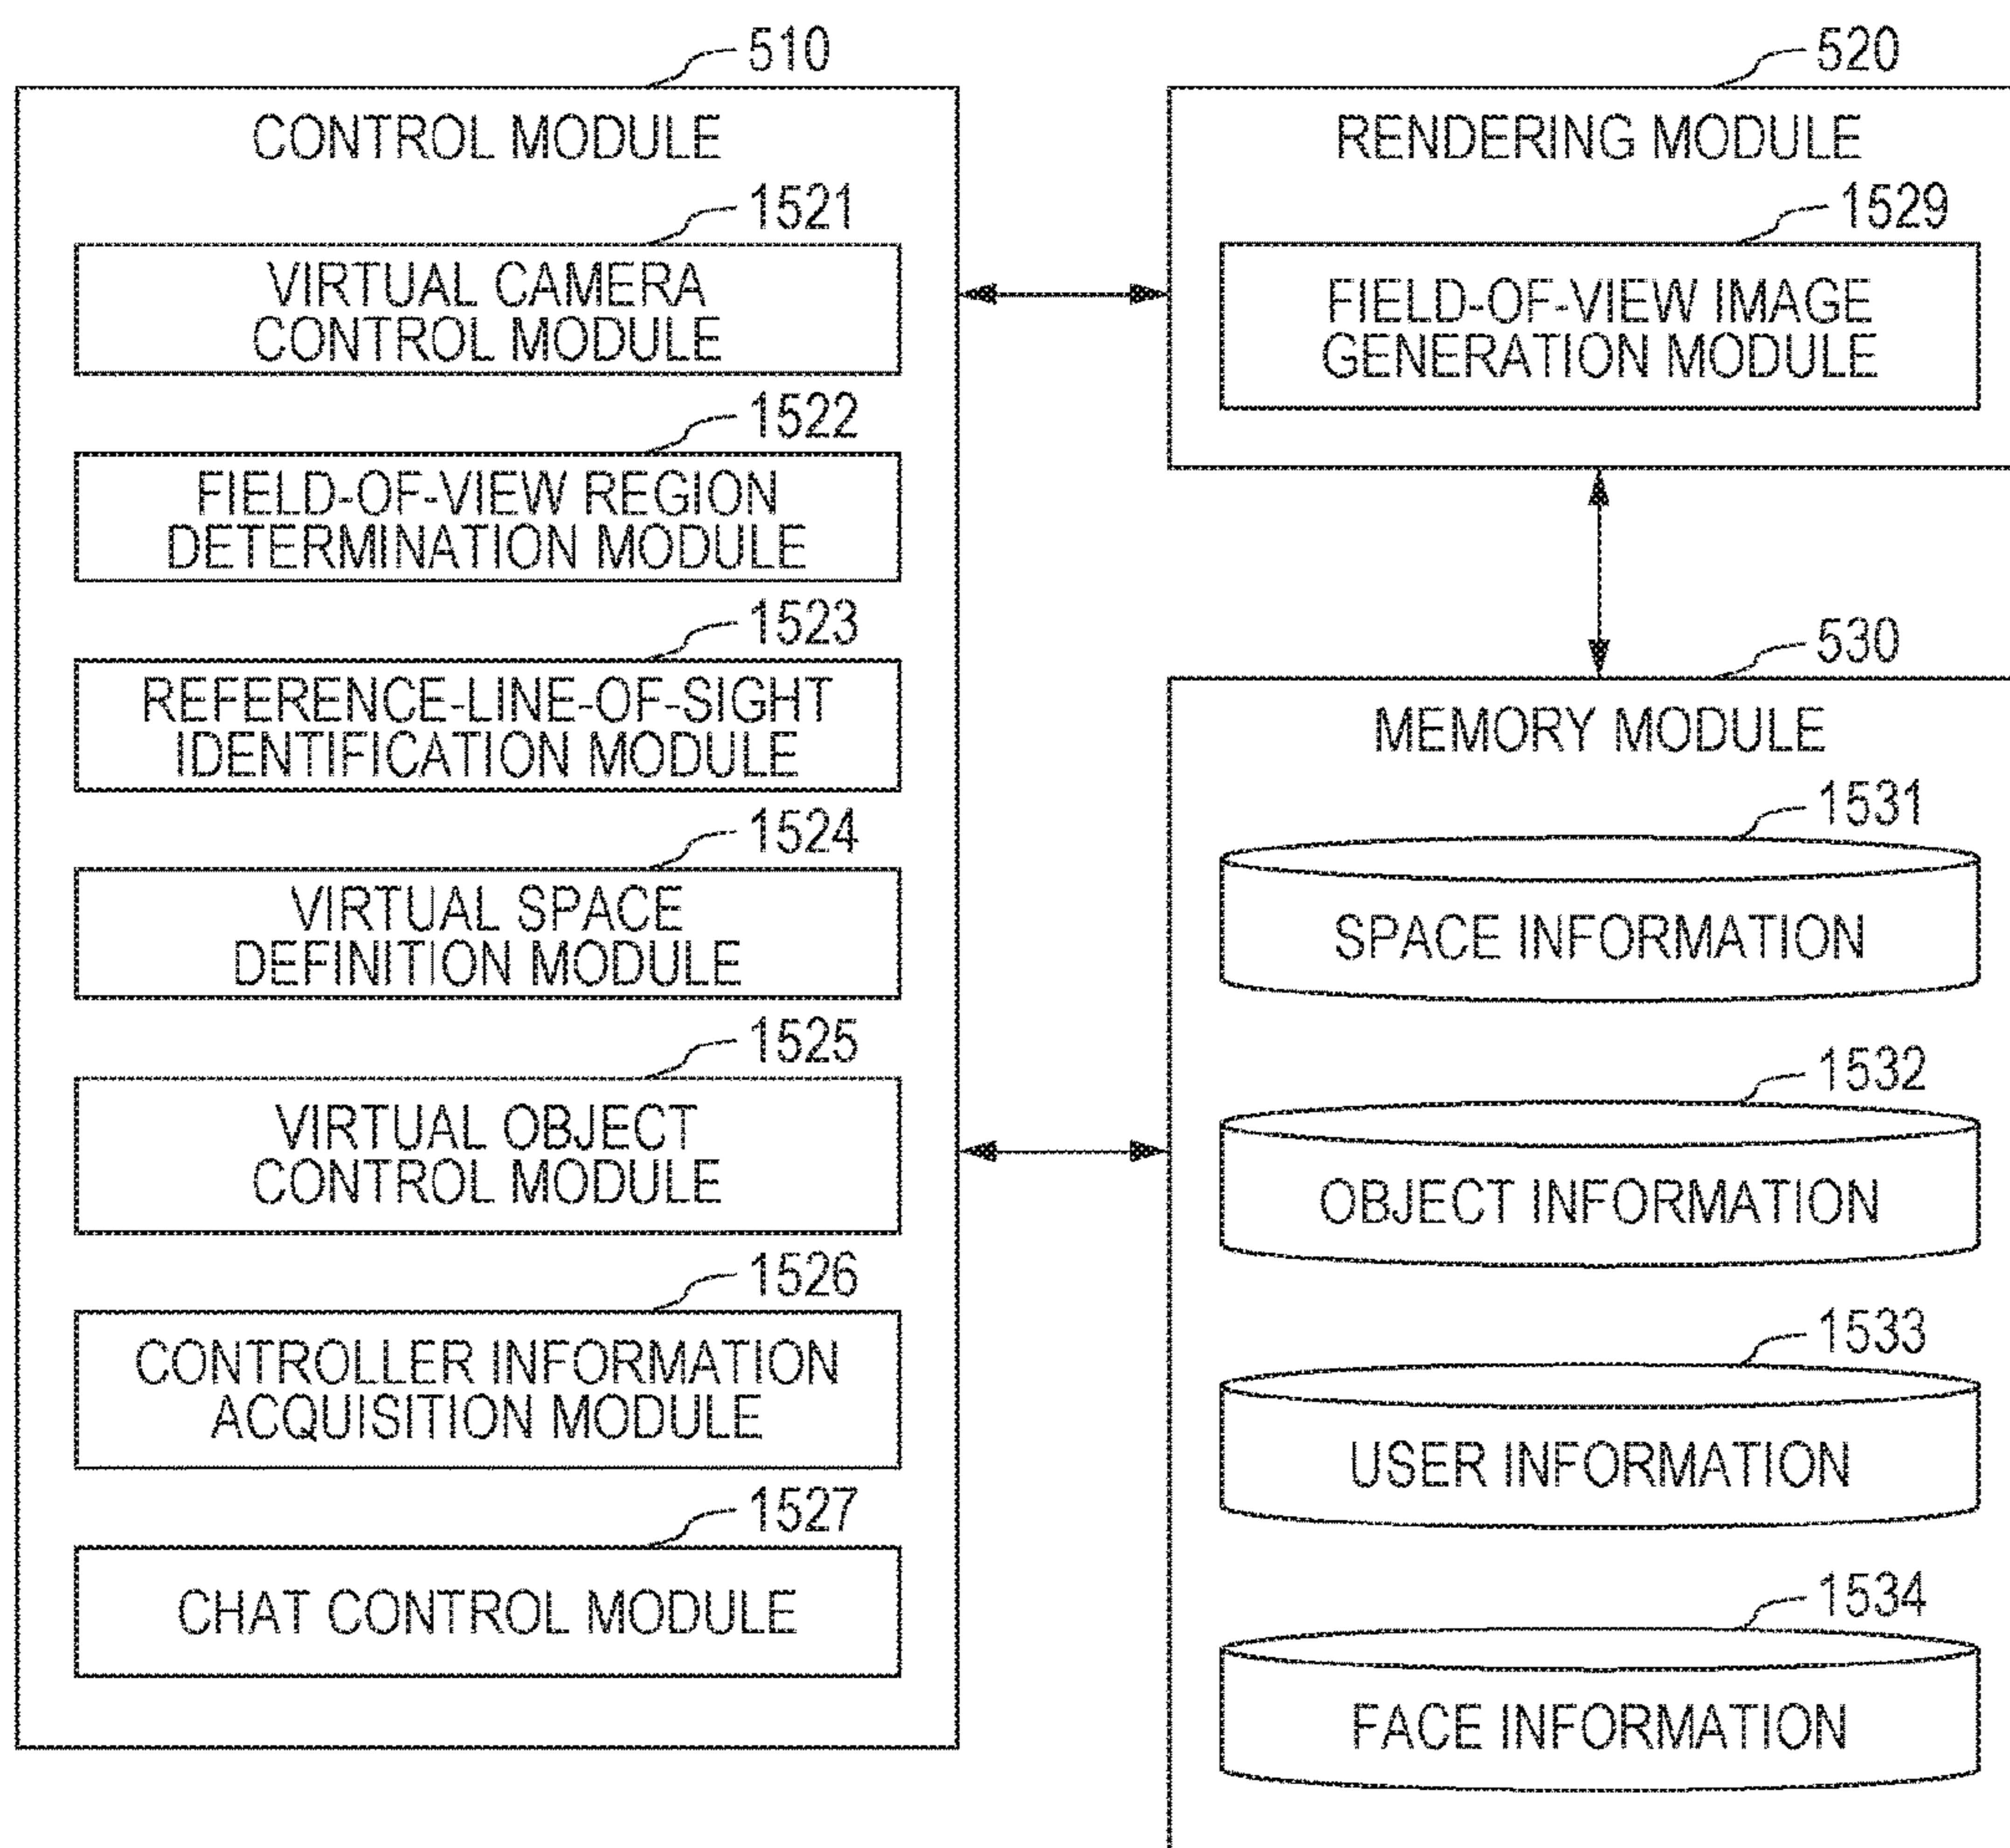 510
CONTROL MODULE
1521
VIRTUAL CAMERA
CONTROL MODULE
1522
FIELD-OF-VIEW REGION
DETERMINATION MODULE
1523
REFERENCE-LINE-OF-SIGHT
IDENTIFICATION MODULE
1524
VIRTUAL SPACE
DEFINITION MODULE
1525
VIRTUAL OBJECT
CONTROL MODULE
1526
CONTROLLER INFORMATION
ACQUISITION MODULE
1527
CHAT CONTROL MODULE
520
RENDERING MODULE
1529
FIELD-OF-VIEW IMAGE
GENERATION MODULE
530
MEMORY MODULE
1531
SPACE INFORMATION
1532
OBJECT INFORMATION
1533
USER INFORMATION
1534
FACE INFORMATION